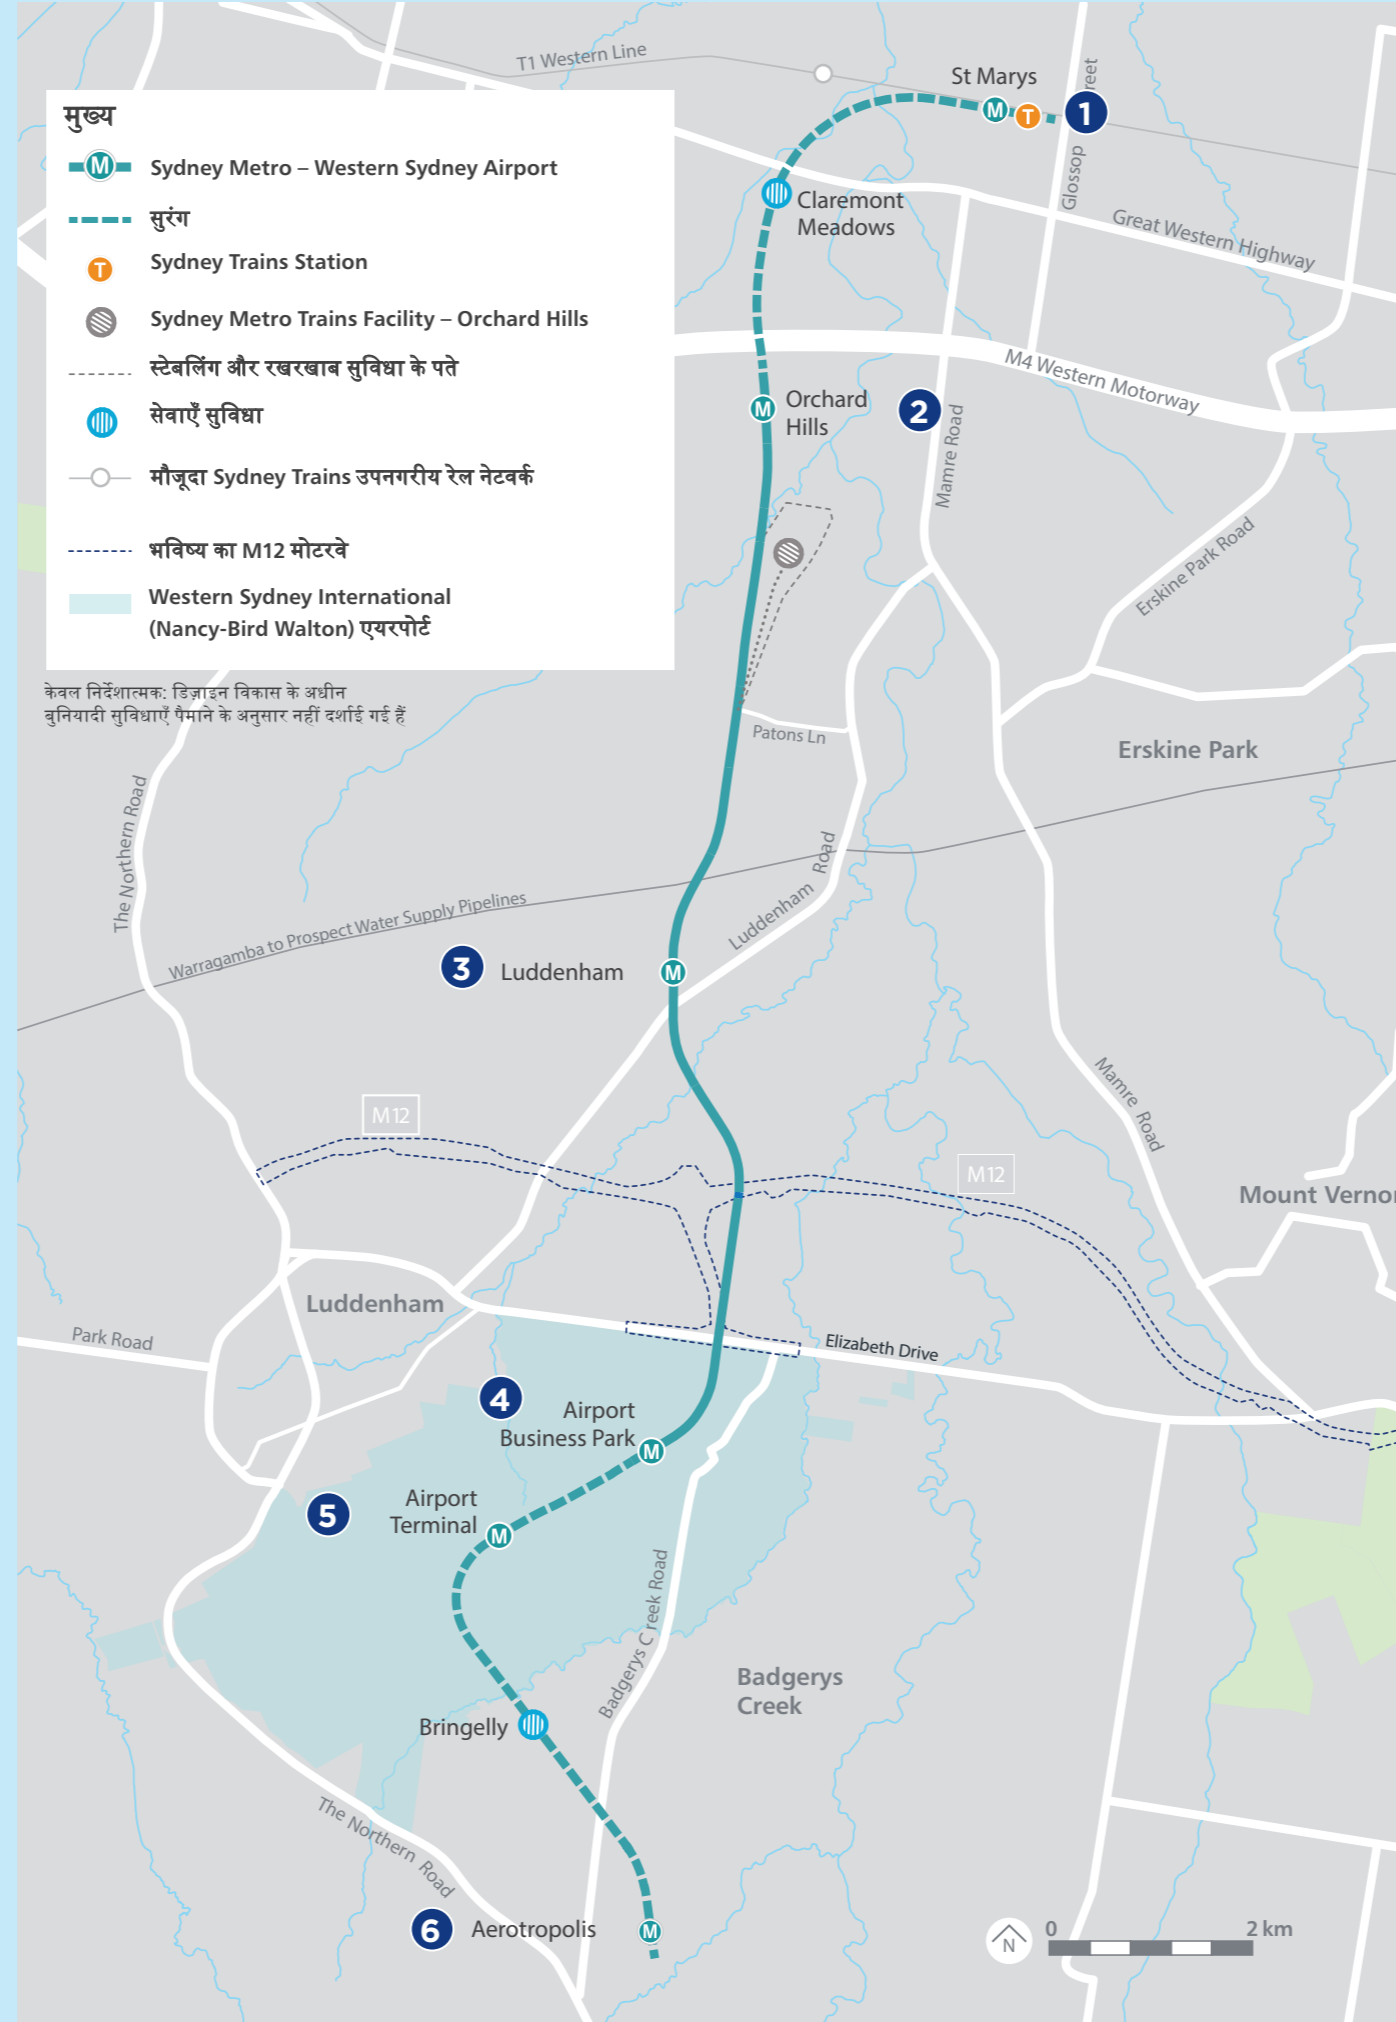 T1 Western Line
St Marys
M
T
1
Glossop
reet
मुख्य
M
Sydney Metro – Western Sydney Airport
सुरंग
T
Sydney Trains Station
Sydney Metro Trains Facility – Orchard Hills
स्टेबलिंग और रखरखाव सुविधा के पते
सेवाएँ सुविधा
मौजूदा Sydney Trains उपनगरीय रेल नेटवर्क
भविष्य का M12 मोटरवे
Western Sydney International
(Nancy-Bird Walton) एयरपोर्ट
केवल निर्देशात्मक: डिज़ाइन विकास के अधीन
बुनियादी सुविधाएँ पैमाने के अनुसार नहीं दर्शाई गई हैं
Claremont
Meadows
Great Western Highway
M4 Western Motorway
M
Orchard
Hills
2
Mamre Road
Erskine Park Road
Patons Ln
Erskine Park
The Northern Road
Luddenham Road
Warragamba to Prospect Water Supply Pipelines
3
Luddenham
M
M12
Mamre Road
M12
Mount Verno
Luddenham
Park Road
Elizabeth Drive
4
Airport
Business Park
M
5
Airport
Terminal
M
Badgerys Creek Road
Badgerys
Creek
Bringelly
The Northern Road
6
Aerotropolis
M
N
0
2 km